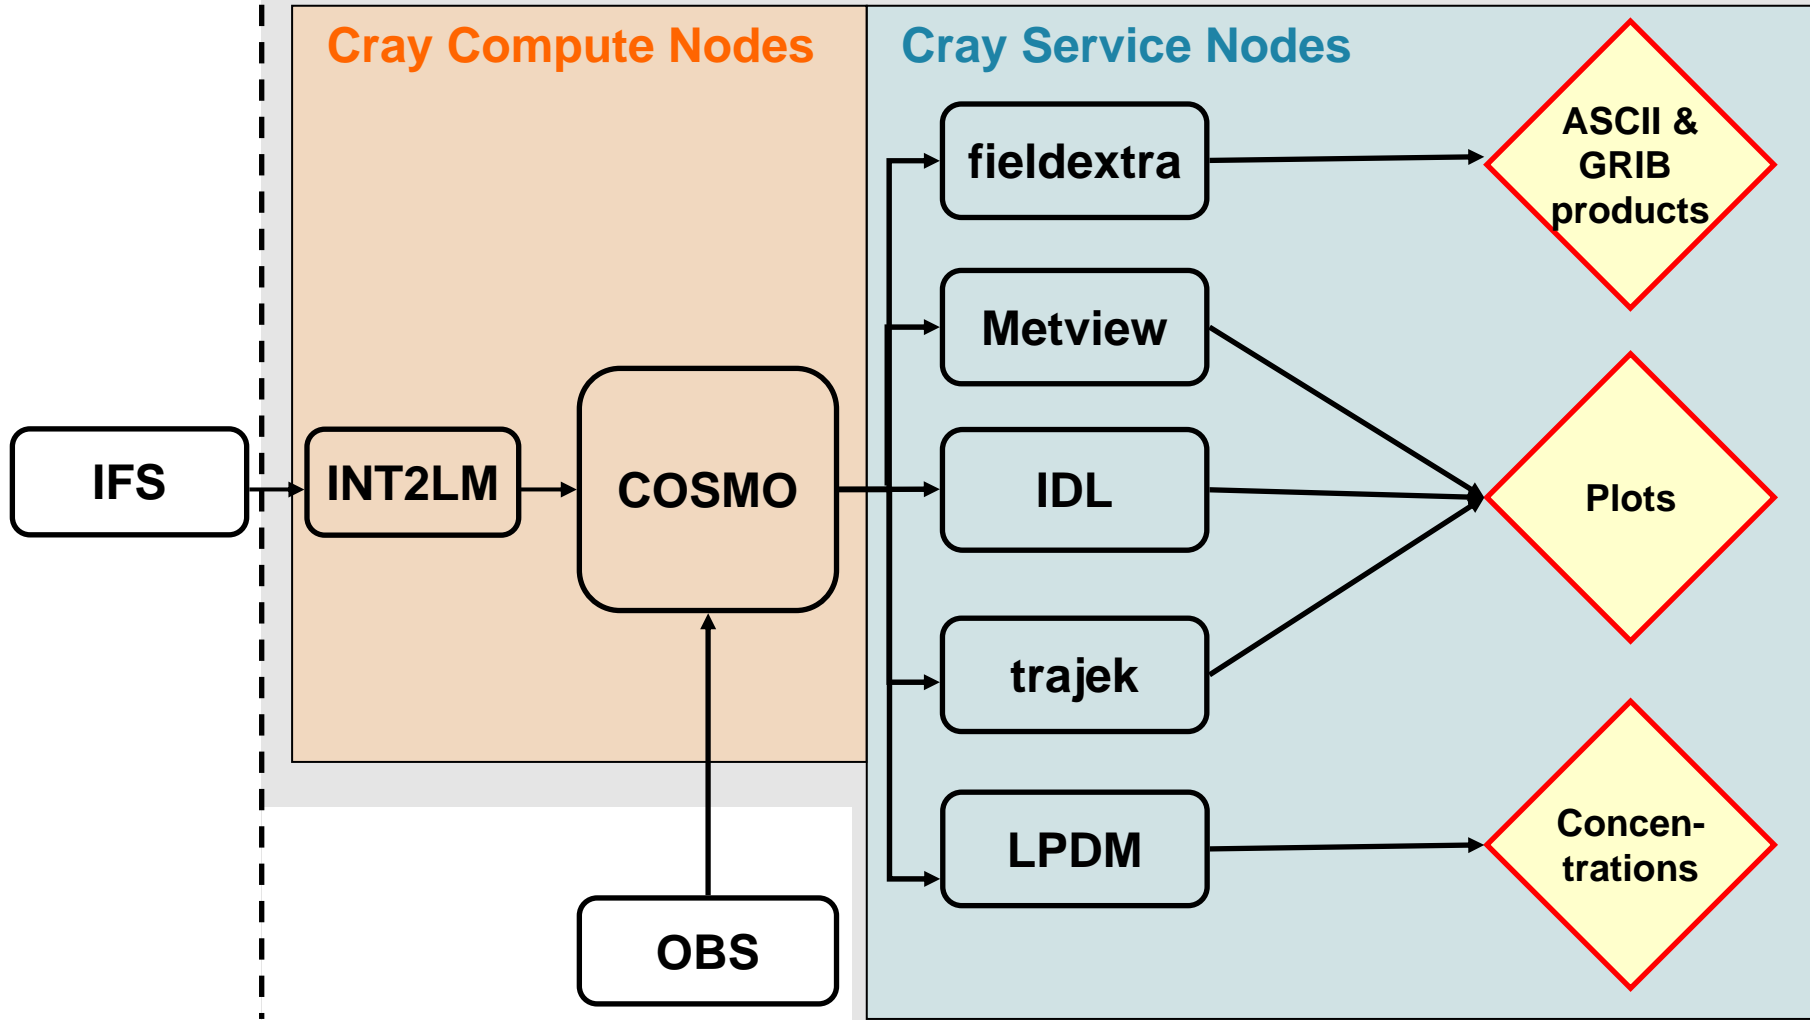 Cray Compute Nodes
Cray Service Nodes
fieldextra
ASCII &
GRIB
products
Metview
IFS
INT2LM
COSMO
IDL
Plots
trajek
LPDM
Concen-
trations
OBS